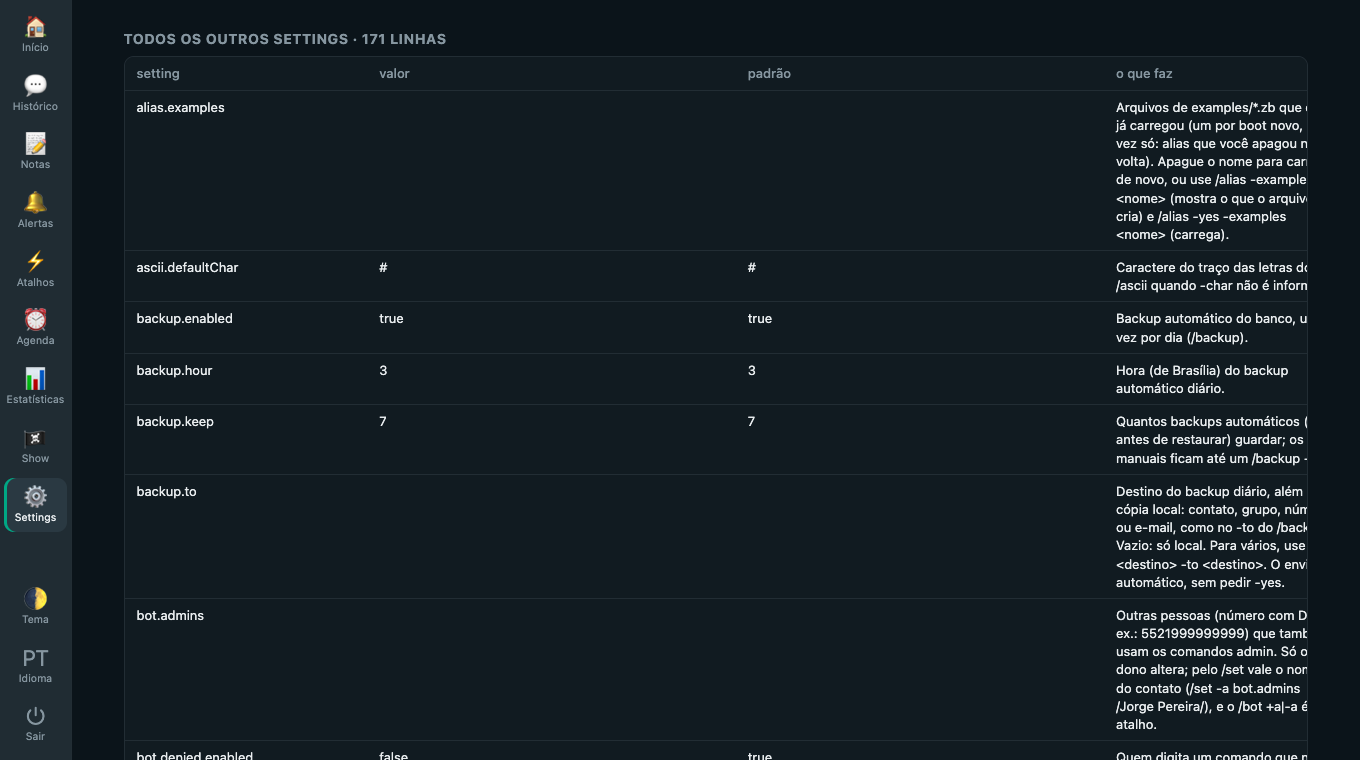 Início
Histórico
Notas
Alertas
Atalhos
Agenda
Estatísticas
Show
Settings
Tema
PT
Idioma
Sair
TODOS OS OUTROS SETTINGS · 171 LINHAS
setting valor padrão o que faz
alias.examples
Arquivos de examples/*.zb que
já carregou (um por boot novo,
vez só: alias que você apagou
volta). Apague o nome para
de novo, ou use /alias -example
<nome> (mostra o que o
cria) e /alias -yes -examples
<nome> (carrega).
ascii.defaultChar # #
Caractere do traço das letras
/ascii quando -char não é
backup.enabled true true
Backup automático do banco,
vez por dia (/backup).
backup.hour 3 3
Hora (de Brasília) do backup
automático diário.
backup.keep 7 7
Quantos backups automáticos (
antes de restaurar) guardar; os
manuais ficam até um /backup -
backup.to
Destino do backup diário, além
cópia local: contato, grupo,
ou e-mail, como no -to do
Vazio: só local. Para vários, use
<destino> -to <destino>. O
automático, sem pedir -yes.
bot.admins
Outras pessoas (número com
ex.: 5521999999999) que
usam os comandos admin. Só o
dono altera; pelo /set vale o
do contato (/set -a bot.admins
/Jorge Pereira/), e o /bot +a|-a é
atalho.
bot.denied.enabled false true
Quem digita um comando que